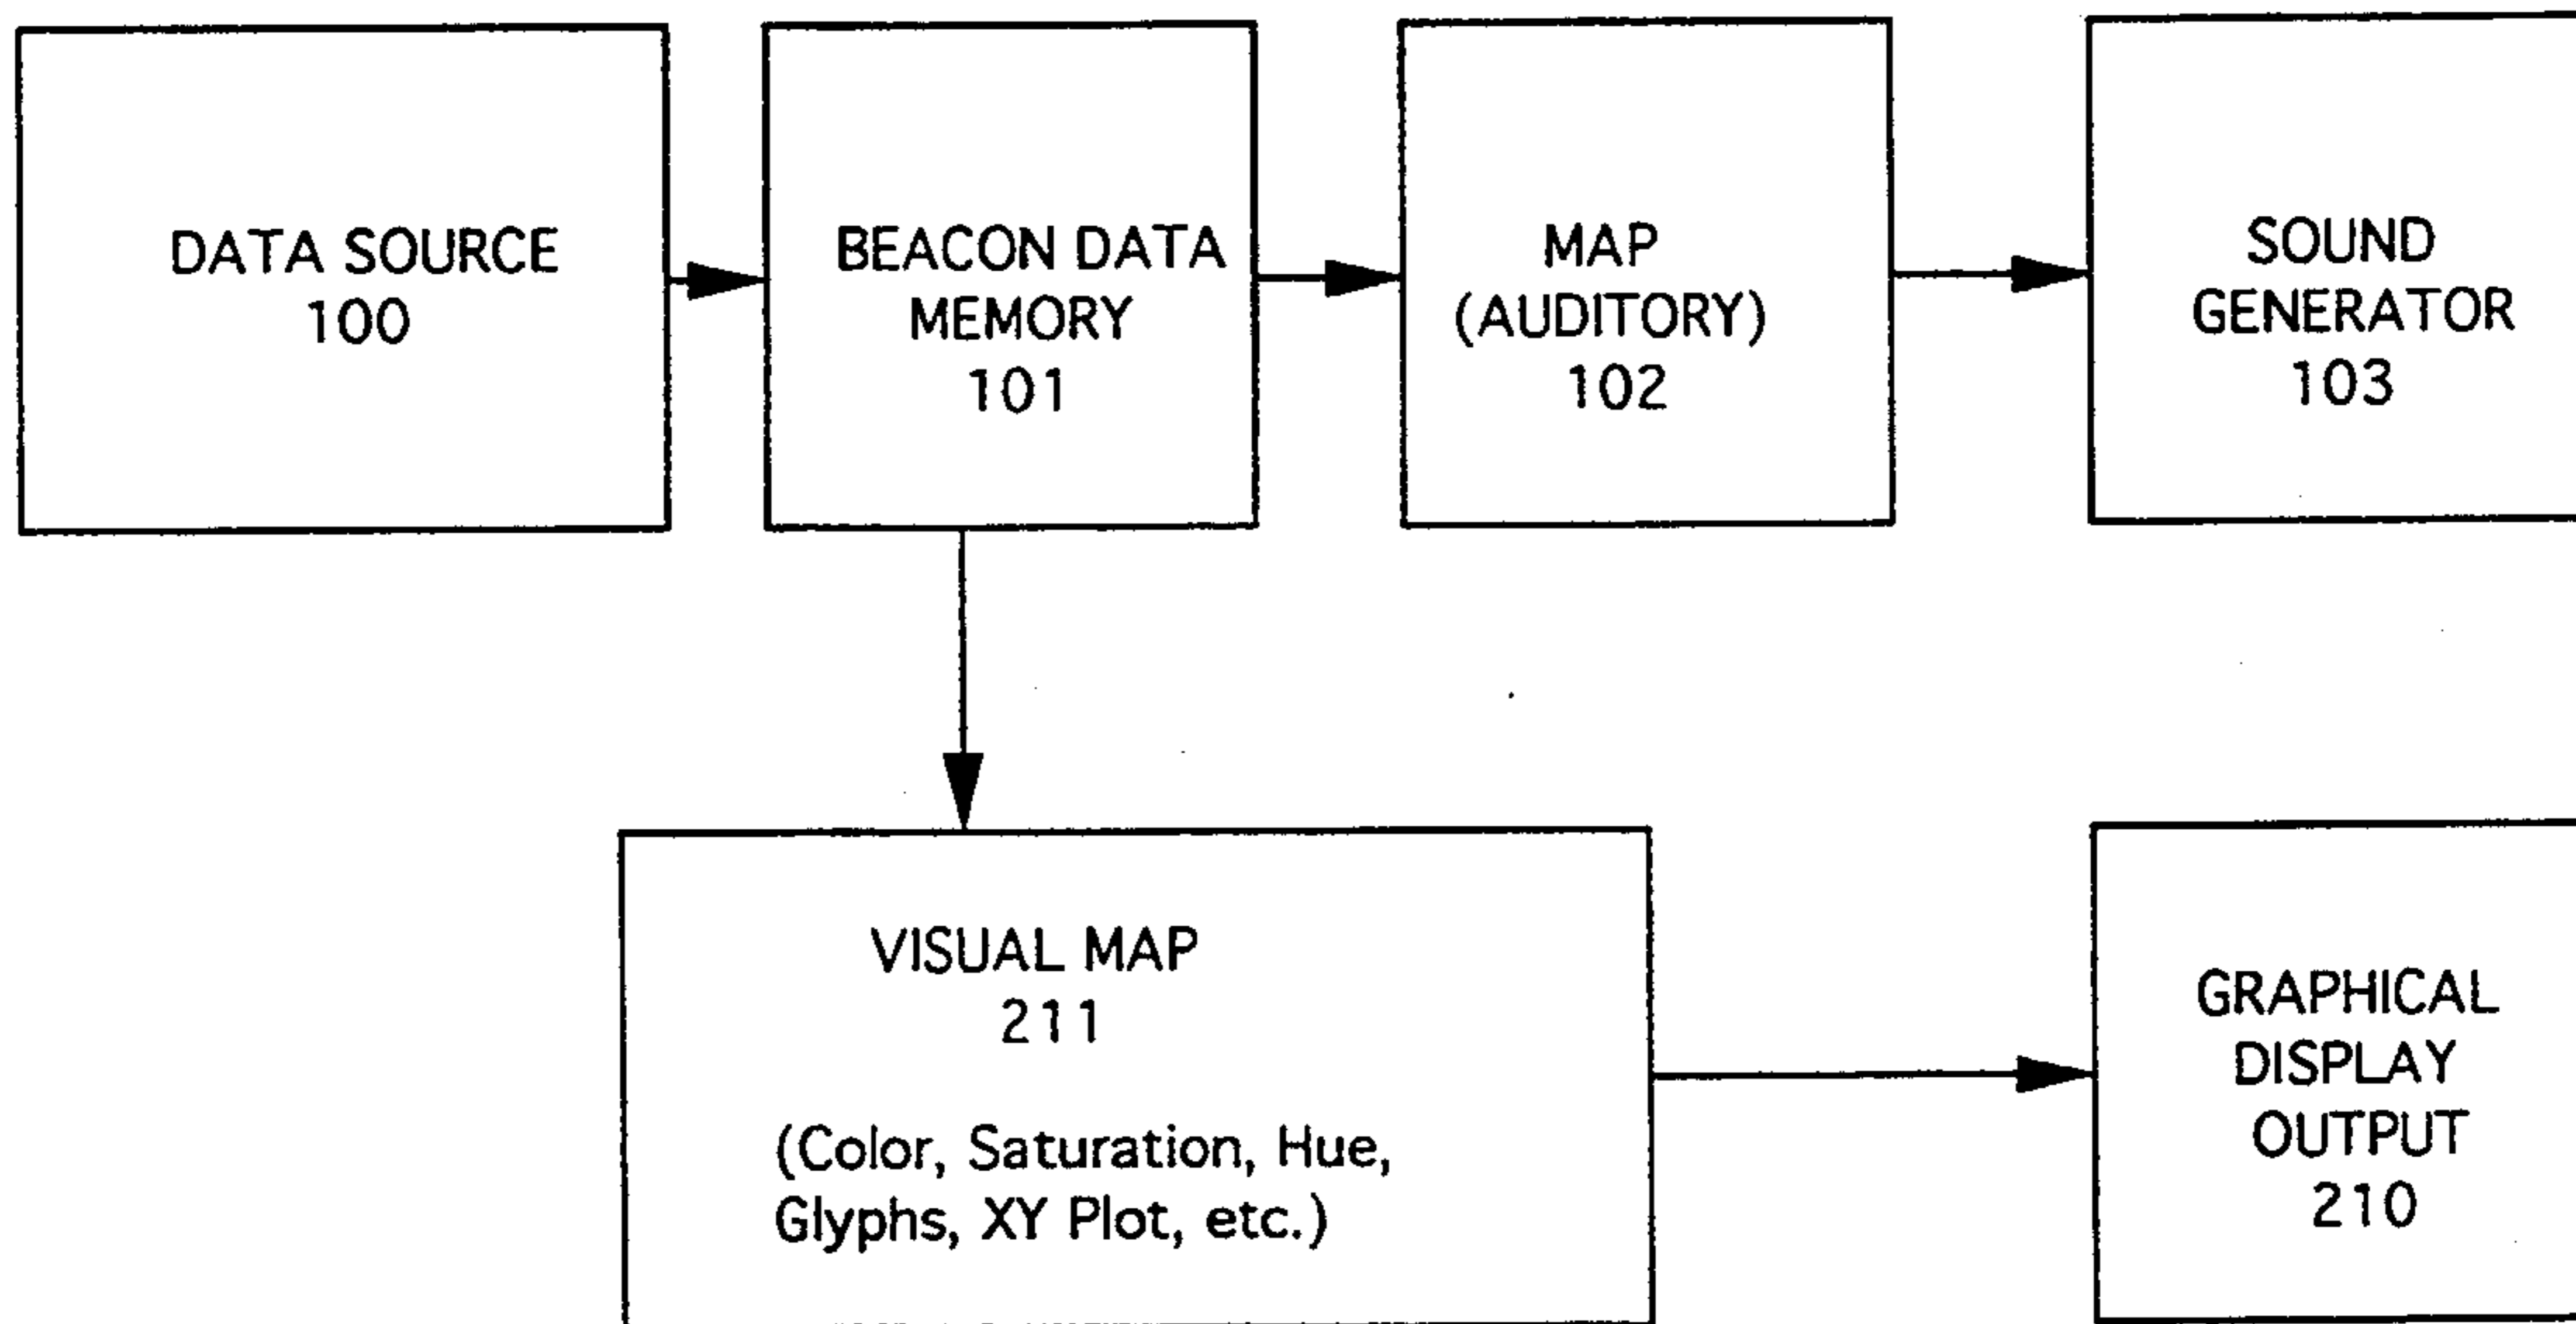 DATA SOURCE
100
BEACON DATA
MEMORY
101
MAP
(AUDITORY)
102
SOUND
GENERATOR
103
VISUAL MAP
211
(Color, Saturation, Hue,
Glyphs, XY Plot, etc.)
GRAPHICAL
DISPLAY
OUTPUT
210